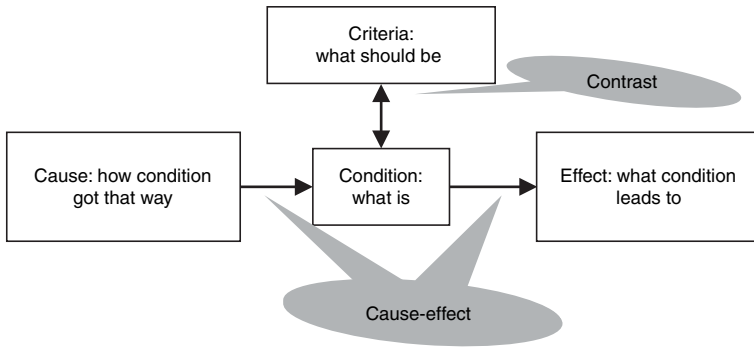 Criteria:
what should be
Contrast
Cause: how condition
got that way
Condition:
what is
Effect: what condition
leads to
Cause-effect